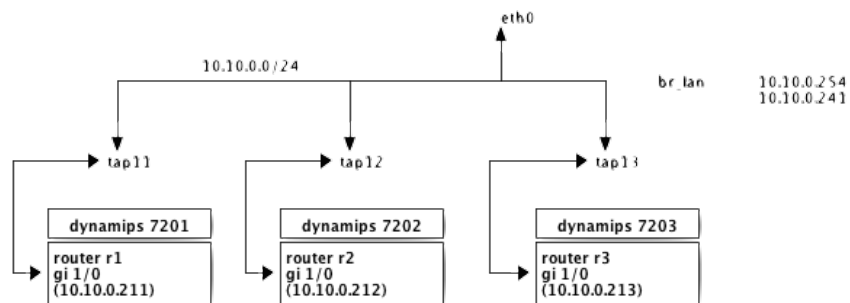 eth0
10.10.0.0/24
br_lan 10.10.0.254
10.10.0.241
tap11 tap12 tap13
dynamips 7201 dynamips 7202 dynamips 7203
router r1
gi 1/0
(10.10.0.211)
router r2
gi 1/0
(10.10.0.212)
router r3
gi 1/0
(10.10.0.213)